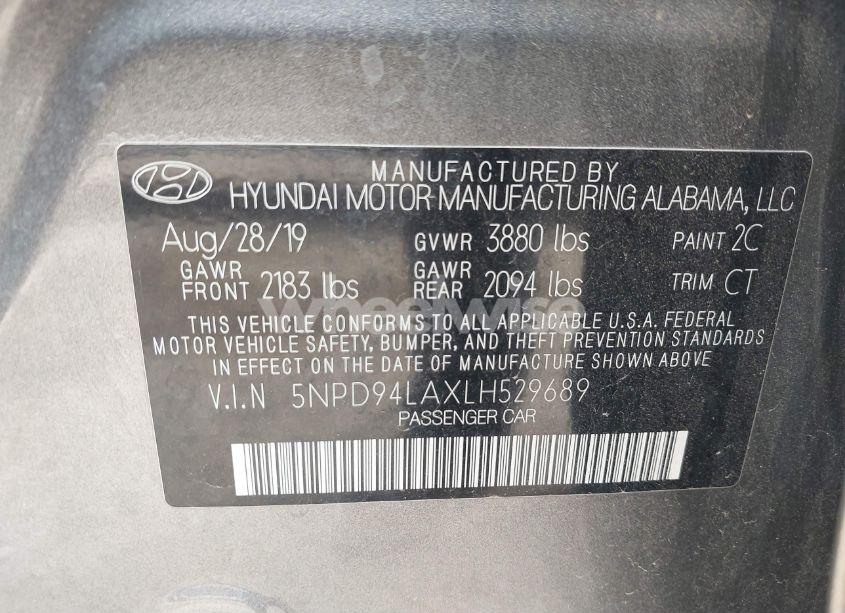 MANUFACTURED BY
HYUNDAI MOTOR MANUFACTURING ALABAMA, LLC
Aug/28/19 GVWR 3880 lbs PAINT 2C
GAWR FRONT 2183 lbs GAWR REAR 2094 lbs TRIM CT
Wheelwise
THIS VEHICLE CONFORMS TO ALL APPLICABLE U.S.A. FEDERAL
MOTOR VEHICLE SAFETY, BUMPER, AND THEFT PREVENTION STANDARDS
IN EFFECT ON THE DATE OF MANUFACTURE SHOWN ABOVE
V.I.N 5NPD94LAXLH529689
PASSENGER CAR